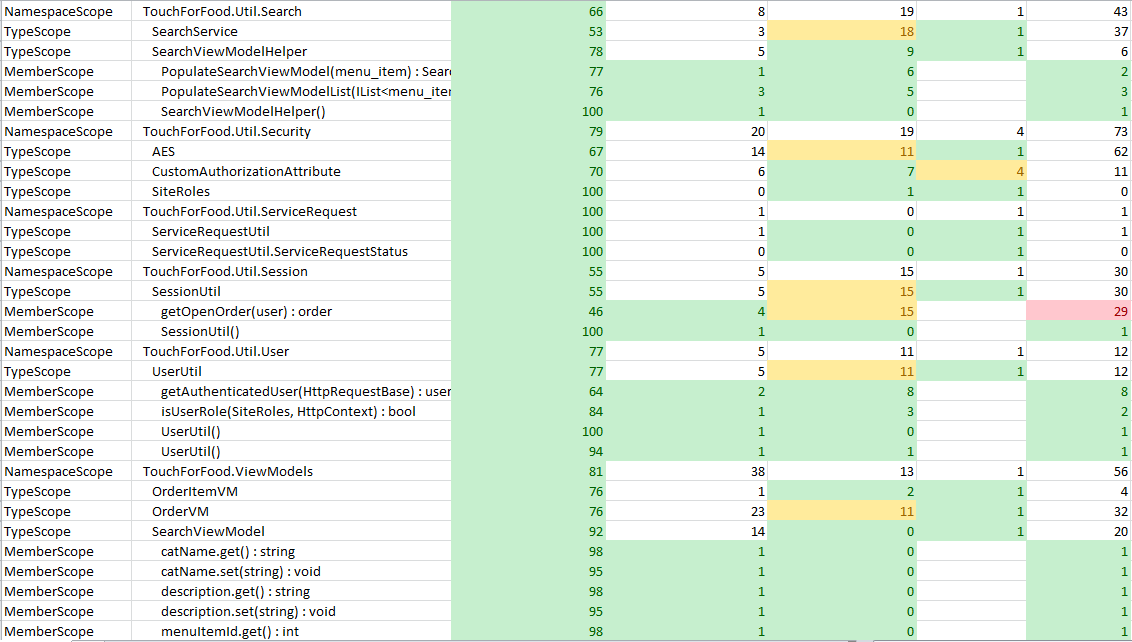 NamespaceScope TouchForFood.Util.Search 66 8 19 1 43
TypeScope SearchService 53 3 18 1 37
TypeScope SearchViewModelHelper 78 5 9 1 6
MemberScope PopulateSearchViewModel(menu_item) : Sear 77 1 6 2
MemberScope PopulateSearchViewModelList(IList<menu_iter 76 3 5 3
MemberScope SearchViewModelHelper() 100 1 0 1
NamespaceScope TouchForFood.Util.Security 79 20 19 4 73
TypeScope AES 67 14 11 1 62
TypeScope CustomAuthorizationAttribute 70 6 7 4 11
TypeScope SiteRoles 100 0 1 1 0
NamespaceScope TouchForFood.Util.ServiceRequest 100 1 0 1 1
TypeScope ServiceRequestUtil 100 1 0 1 1
TypeScope ServiceRequestUtil.ServiceRequestStatus 100 0 0 1 0
NamespaceScope TouchForFood.Util.Session 55 5 15 1 30
TypeScope SessionUtil 55 5 15 1 30
MemberScope getOpenOrder(user) : order 46 4 15 29
MemberScope SessionUtil() 100 1 0 1
NamespaceScope TouchForFood.Util.User 77 5 11 1 12
TypeScope UserUtil 77 5 11 1 12
MemberScope getAuthenticatedUser(HttpRequestBase) : user 64 2 8 8
MemberScope isUserRole(SiteRoles, HttpContext) : bool 84 1 3 2
MemberScope UserUtil() 100 1 0 1
MemberScope UserUtil() 94 1 1 1
NamespaceScope TouchForFood.ViewModels 81 38 13 1 56
TypeScope OrderItemVM 76 1 2 1 4
TypeScope OrderVM 76 23 11 1 32
TypeScope SearchViewModel 92 14 0 1 20
MemberScope catName.get() : string 98 1 0 1
MemberScope catName.set(string) : void 95 1 0 1
MemberScope description.get() : string 98 1 0 1
MemberScope description.set(string) : void 95 1 0 1
MemberScope menuItemId.get() : int 98 1 0 1